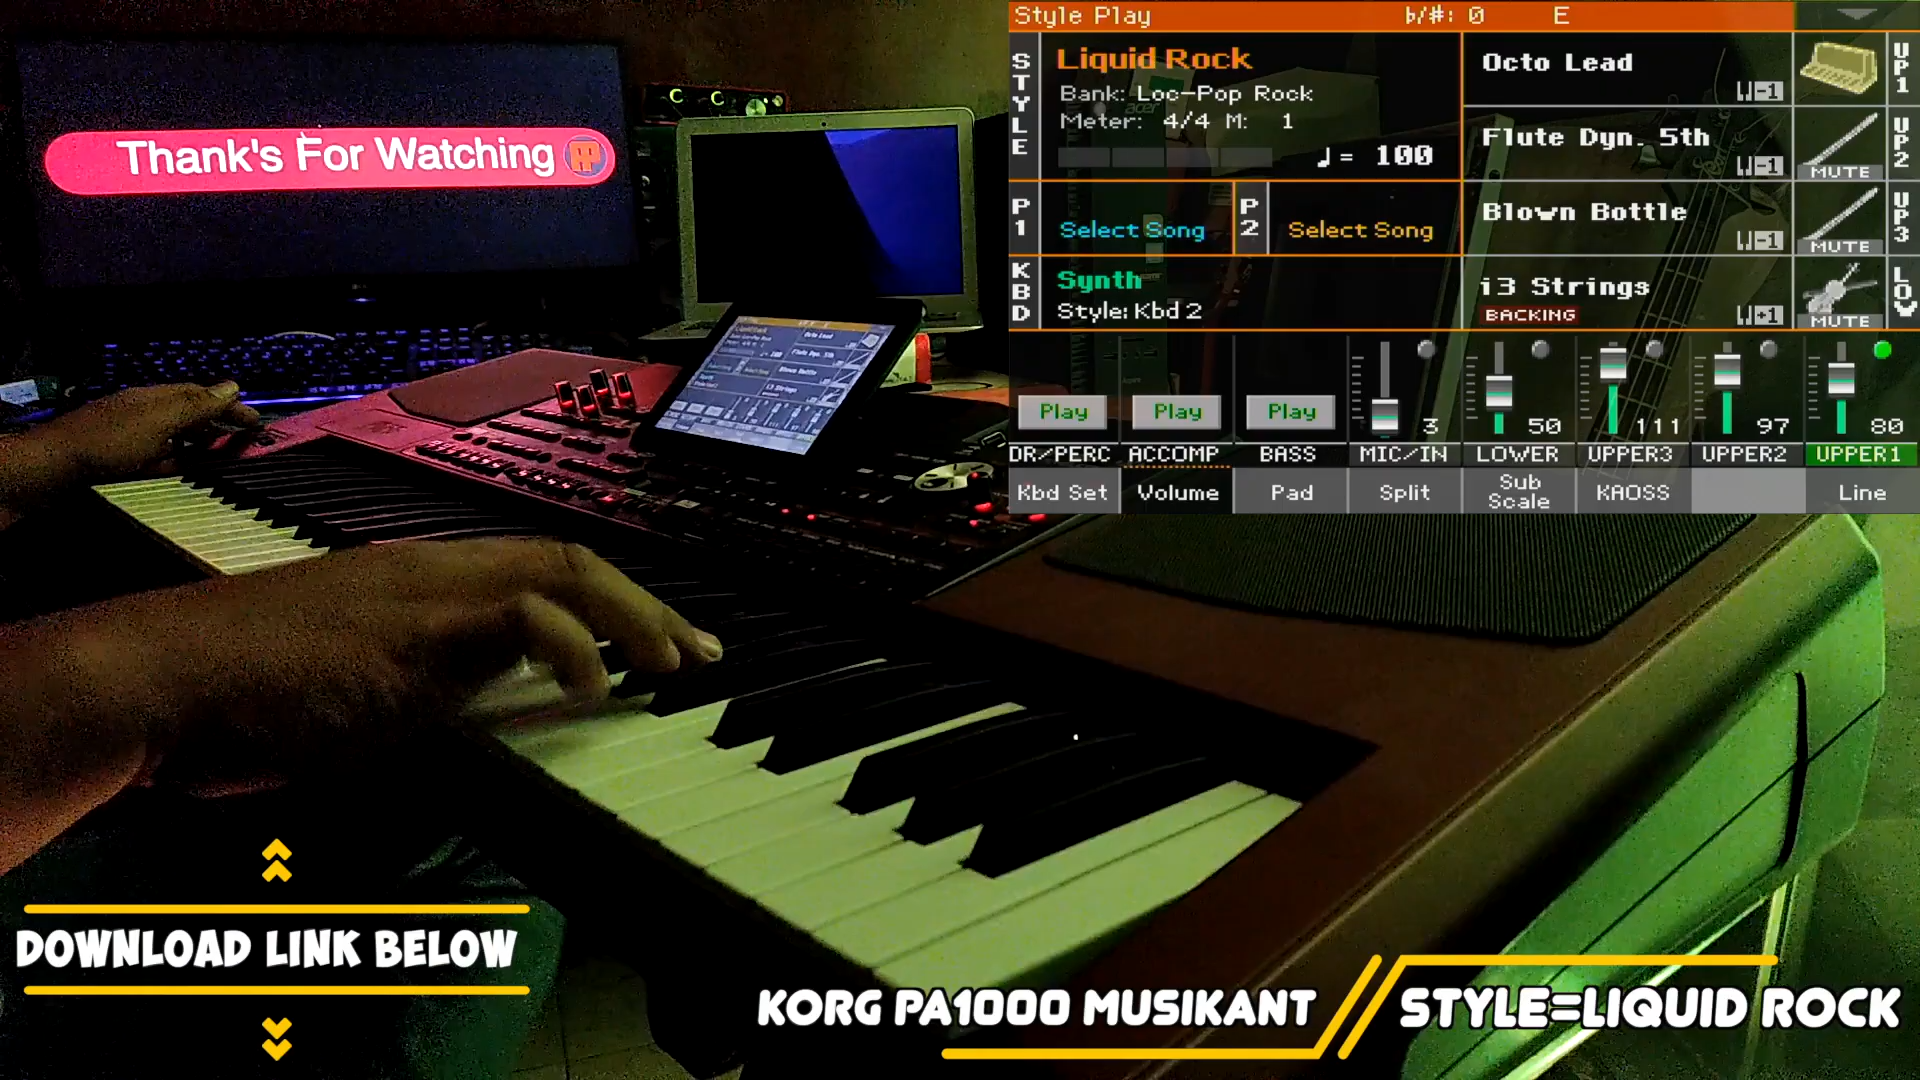 Style Play b/#: 0 E
STYLE
Liquid Rock
Bank: Loc-Pop Rock
Meter: 4/4 M: 1
♩= 100
P1 Select Song P2 Select Song
KBD
Synth
Style: Kbd 2
Octo Lead -1 UP1
Flute Dyn. 5th -1 MUTE UP2
Blown Bottle -1 MUTE UP3
i3 Strings
BACKING +1 MUTE LOW
Play Play Play 3 50 111 97 80
DR/PERC ACCOMP BASS MIC/IN LOWER UPPER3 UPPER2 UPPER1
Kbd Set Volume Pad Split Sub Scale KAOSS Line
Thank's For Watching
DOWNLOAD LINK BELOW
KORG PA1000 MUSIKANT
STYLE=LIQUID ROCK